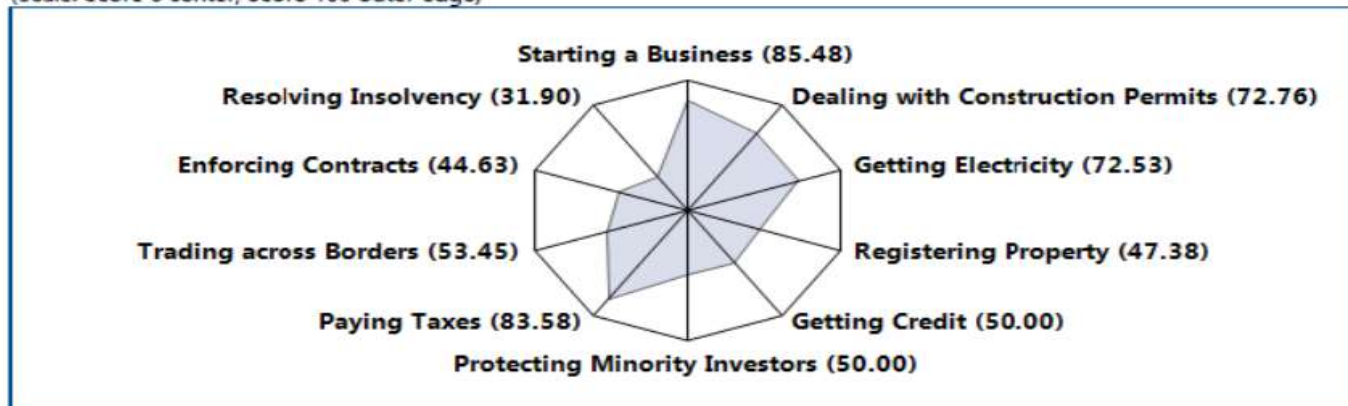 Starting a Business (85.48)
Resolving Insolvency (31.90)
Dealing with Construction Permits (72.76)
Enforcing Contracts (44.63)
Getting Electricity (72.53)
Trading across Borders (53.45)
Registering Property (47.38)
Paying Taxes (83.58)
Getting Credit (50.00)
Protecting Minority Investors (50.00)